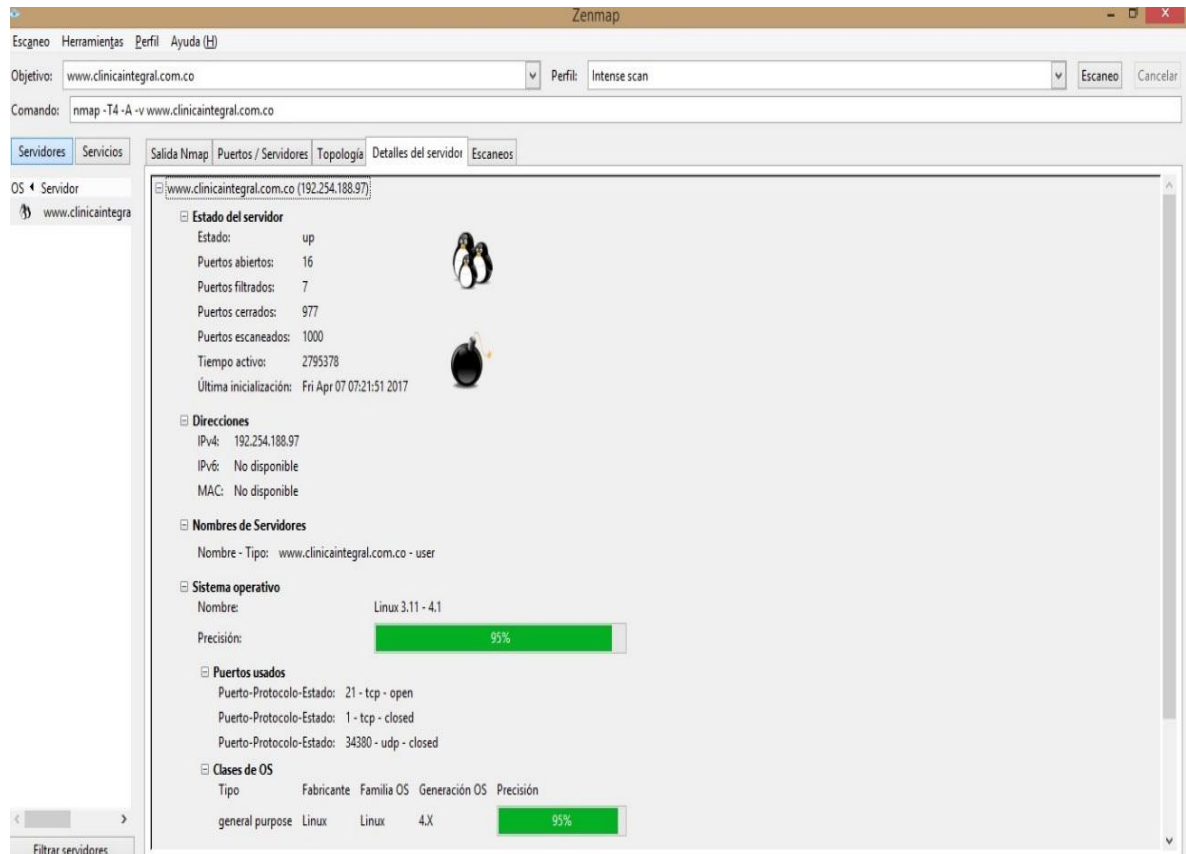 Zenmap
Escaneo Herramientas Perfil Ayuda (H)
Objetivo: www.clinicaintegral.com.co Perfil: Intense scan Escaneo Cancelar
Comando: nmap -T4 -A -v www.clinicaintegral.com.co
Servidores Servicios Salida Nmap Puertos / Servidores Topología Detalles del servidor Escaneos
OS Servidor
www.clinicaintegra
www.clinicaintegral.com.co (192.254.188.97)
Estado del servidor
Estado: up
Puertos abiertos: 16
Puertos filtrados: 7
Puertos cerrados: 977
Puertos escaneados: 1000
Tiempo activo: 2795378
Última inicialización: Fri Apr 07 07:21:51 2017
Direcciones
IPv4: 192.254.188.97
IPv6: No disponible
MAC: No disponible
Nombres de Servidores
Nombre - Tipo: www.clinicaintegral.com.co - user
Sistema operativo
Nombre: Linux 3.11 - 4.1
Precisión: 95%
Puertos usados
Puerto-Protocolo-Estado: 21 - tcp - open
Puerto-Protocolo-Estado: 1 - tcp - closed
Puerto-Protocolo-Estado: 34380 - udp - closed
Clases de OS
Tipo Fabricante Familia OS Generación OS Precisión
general purpose Linux Linux 4.X 95%
Filtrar servidores